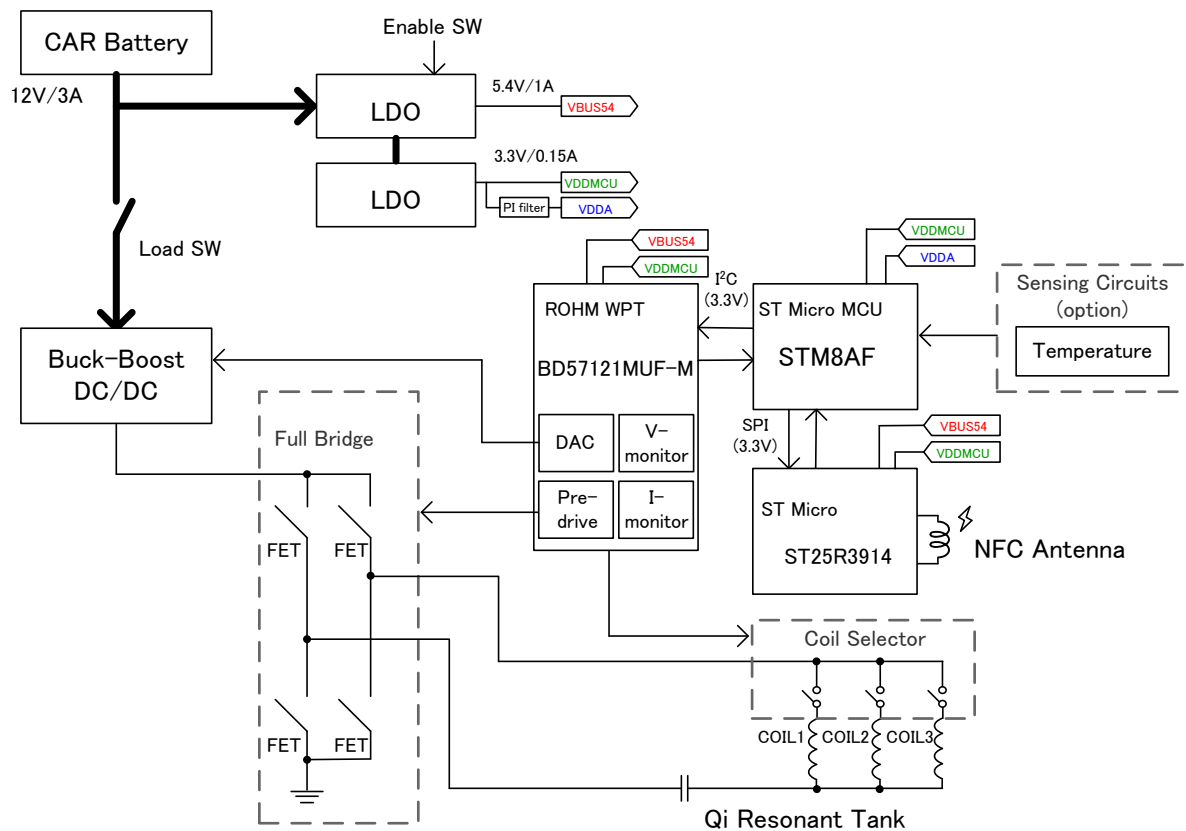 CAR Battery
Enable SW
12V/3A
LDO
5.4V/1A
VBUS54
LDO
3.3V/0.15A
VDDMCU
PI filter
VDDA
Load SW
VBUS54
VDDMCU
I²C
(3.3V)
VDDMCU
VDDA
Sensing Circuits
(option)
Temperature
ROHM WPT
BD57121MUF-M
ST Micro MCU
STM8AF
Buck-Boost
DC/DC
DAC
V-
monitor
Pre-
drive
I-
monitor
SPI
(3.3V)
VBUS54
VDDMCU
ST Micro
ST25R3914
NFC Antenna
Full Bridge
FET
FET
FET
FET
Coil Selector
COIL1
COIL2
COIL3
Qi Resonant Tank